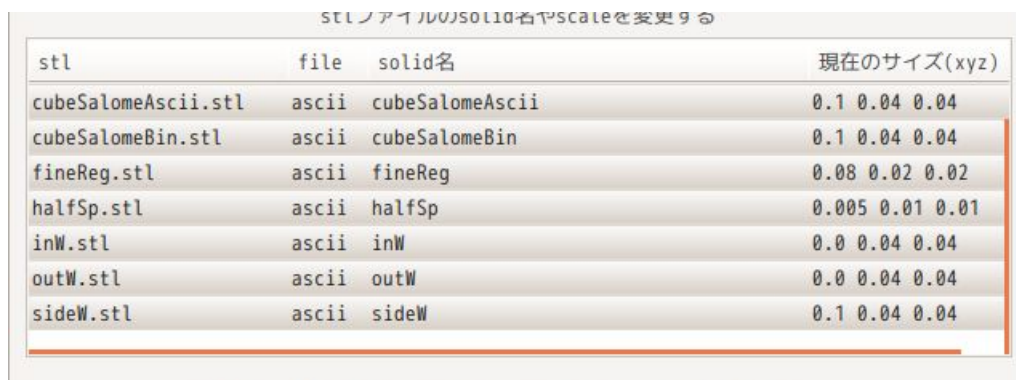 stlファイルのsolid名やscaleを変更する
stl file solid名 現在のサイズ(xyz)
cubeSalomeAscii.stl ascii cubeSalomeAscii 0.1 0.04 0.04
cubeSalomeBin.stl ascii cubeSalomeBin 0.1 0.04 0.04
fineReg.stl ascii fineReg 0.08 0.02 0.02
halfSp.stl ascii halfSp 0.005 0.01 0.01
inW.stl ascii inW 0.0 0.04 0.04
outW.stl ascii outW 0.0 0.04 0.04
sideW.stl ascii sideW 0.1 0.04 0.04